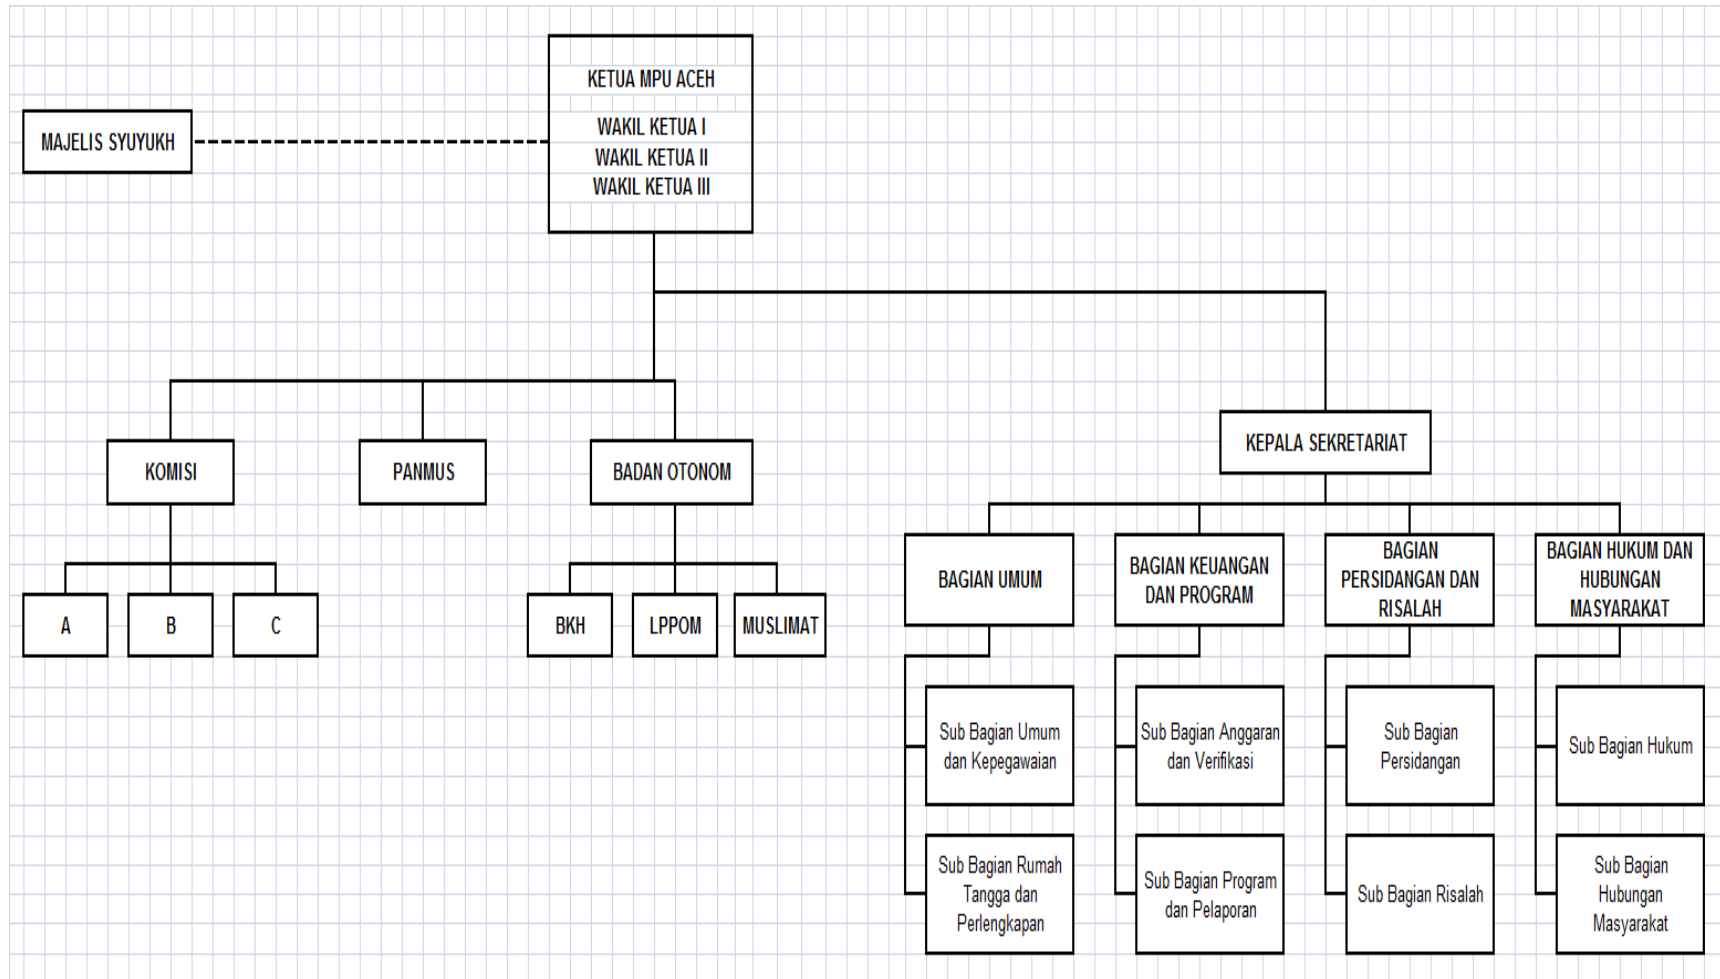 KETUA MPU ACEH
WAKIL KETUA I
WAKIL KETUA II
WAKIL KETUA III
MAJELIS SYUYUKH
KEPALA SEKRETARIAT
KOMISI
PANMUS
BADAN OTONOM
A
B
C
BKH
LPPOM
MUSLIMAT
BAGIAN UMUM
BAGIAN KEUANGAN
DAN PROGRAM
BAGIAN
PERSIDANGAN DAN
RISALAH
BAGIAN HUKUM DAN
HUBUNGAN
MASYARAKAT
Sub Bagian Umum
dan Kepegawaian
Sub Bagian Anggaran
dan Verifikasi
Sub Bagian
Persidangan
Sub Bagian Hukum
Sub Bagian Rumah
Tangga dan
Perlengkapan
Sub Bagian Program
dan Pelaporan
Sub Bagian Risalah
Sub Bagian
Hubungan
Masyarakat